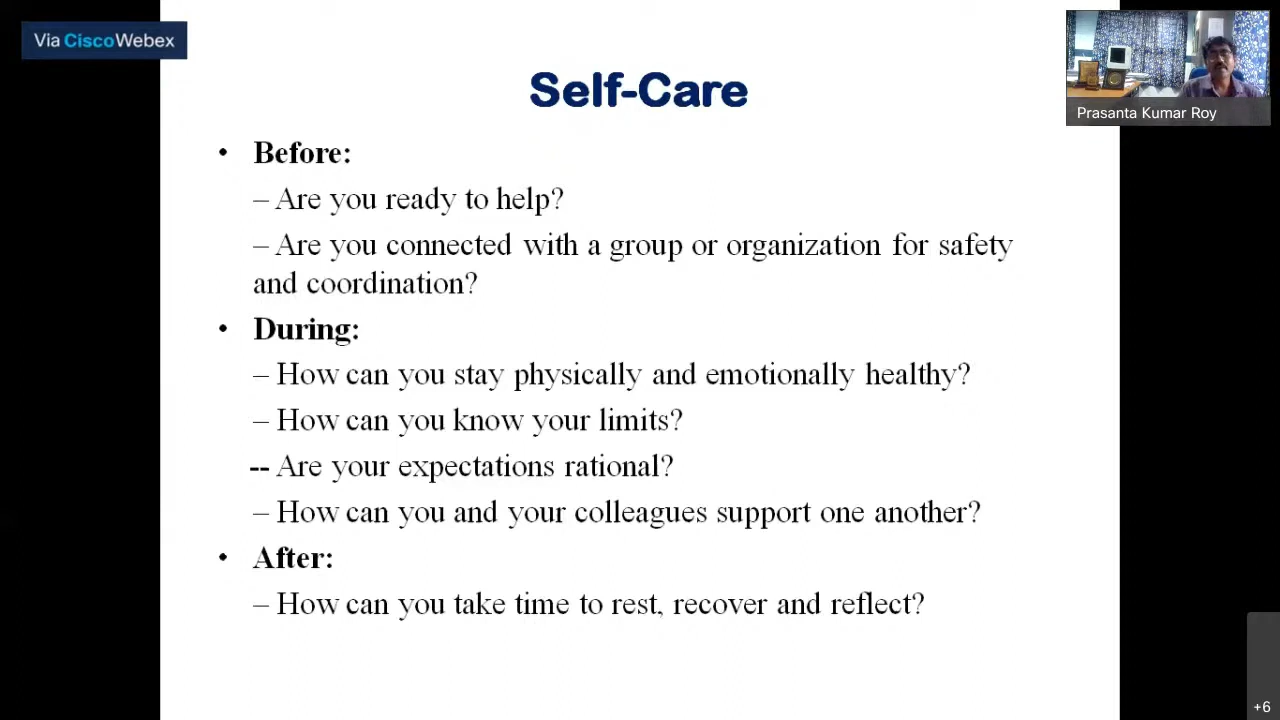 Via CiscoWebex
Self-Care
Prasanta Kumar Roy
• Before:
– Are you ready to help?
– Are you connected with a group or organization for safety
and coordination?
• During:
– How can you stay physically and emotionally healthy?
– How can you know your limits?
-- Are your expectations rational?
– How can you and your colleagues support one another?
• After:
– How can you take time to rest, recover and reflect?
+6